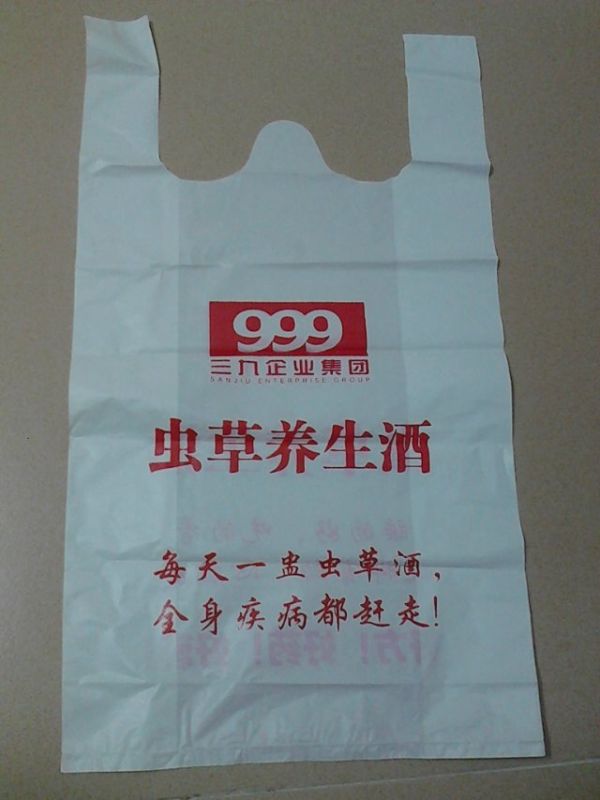 999
三九企业集团
SANJIU ENTERPRISE GROUP
虫草养生酒
每天一盅虫草酒,
全身疾病都赶走!